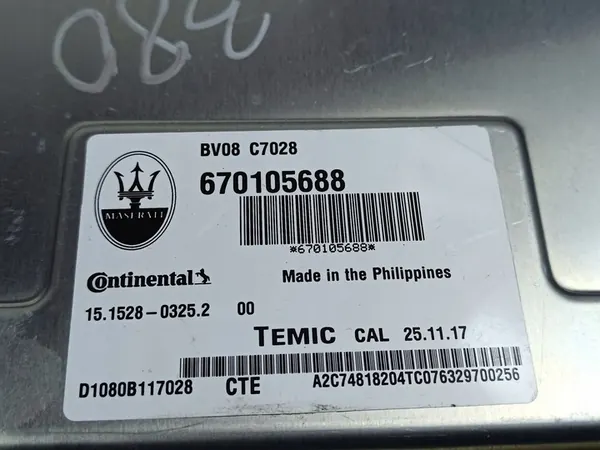 080
BV08 C7028
670105688
MASERATI
*670105688*
Continental
Made in the Philippines
15.1528-0325.2 00
TEMIC CAL 25.11.17
D1080B117028 CTE A2C74818204TC076329700256